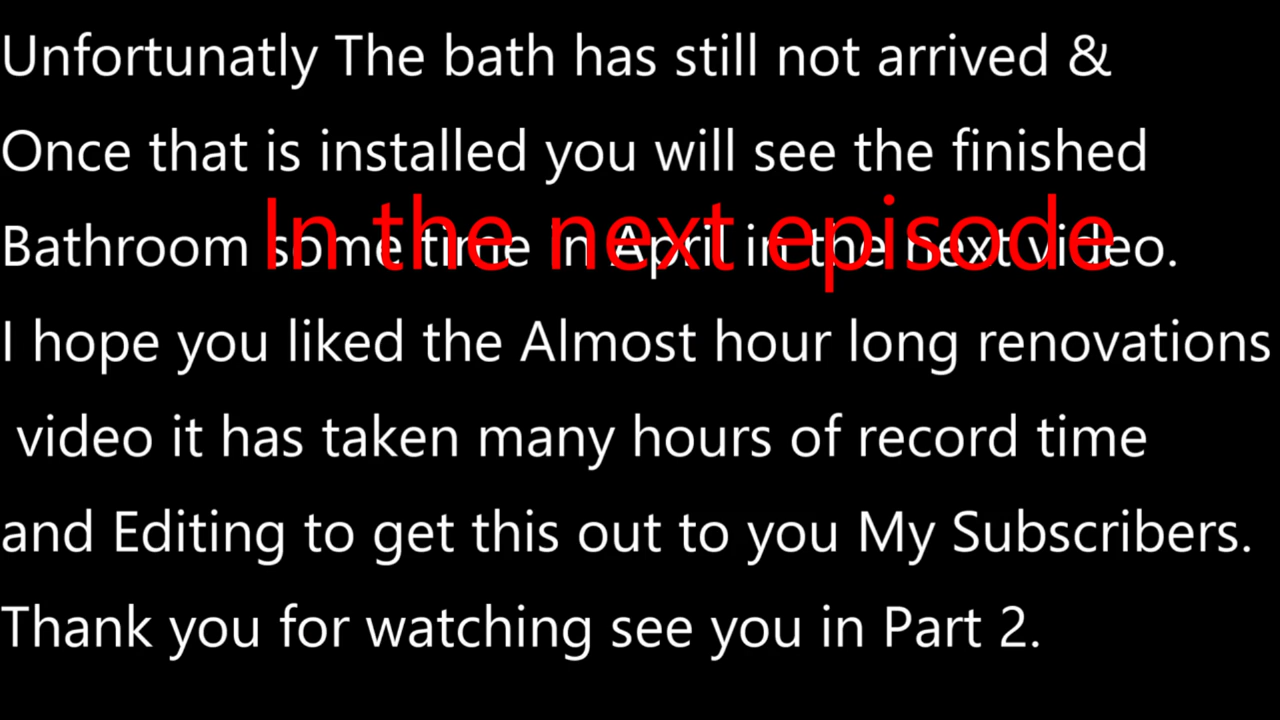 Unfortunatly The bath has still not arrived &
Once that is installed you will see the finished
In the next episode
Bathroom some time in April in the next video.
I hope you liked the Almost hour long renovations
video it has taken many hours of record time
and Editing to get this out to you My Subscribers.
Thank you for watching see you in Part 2.